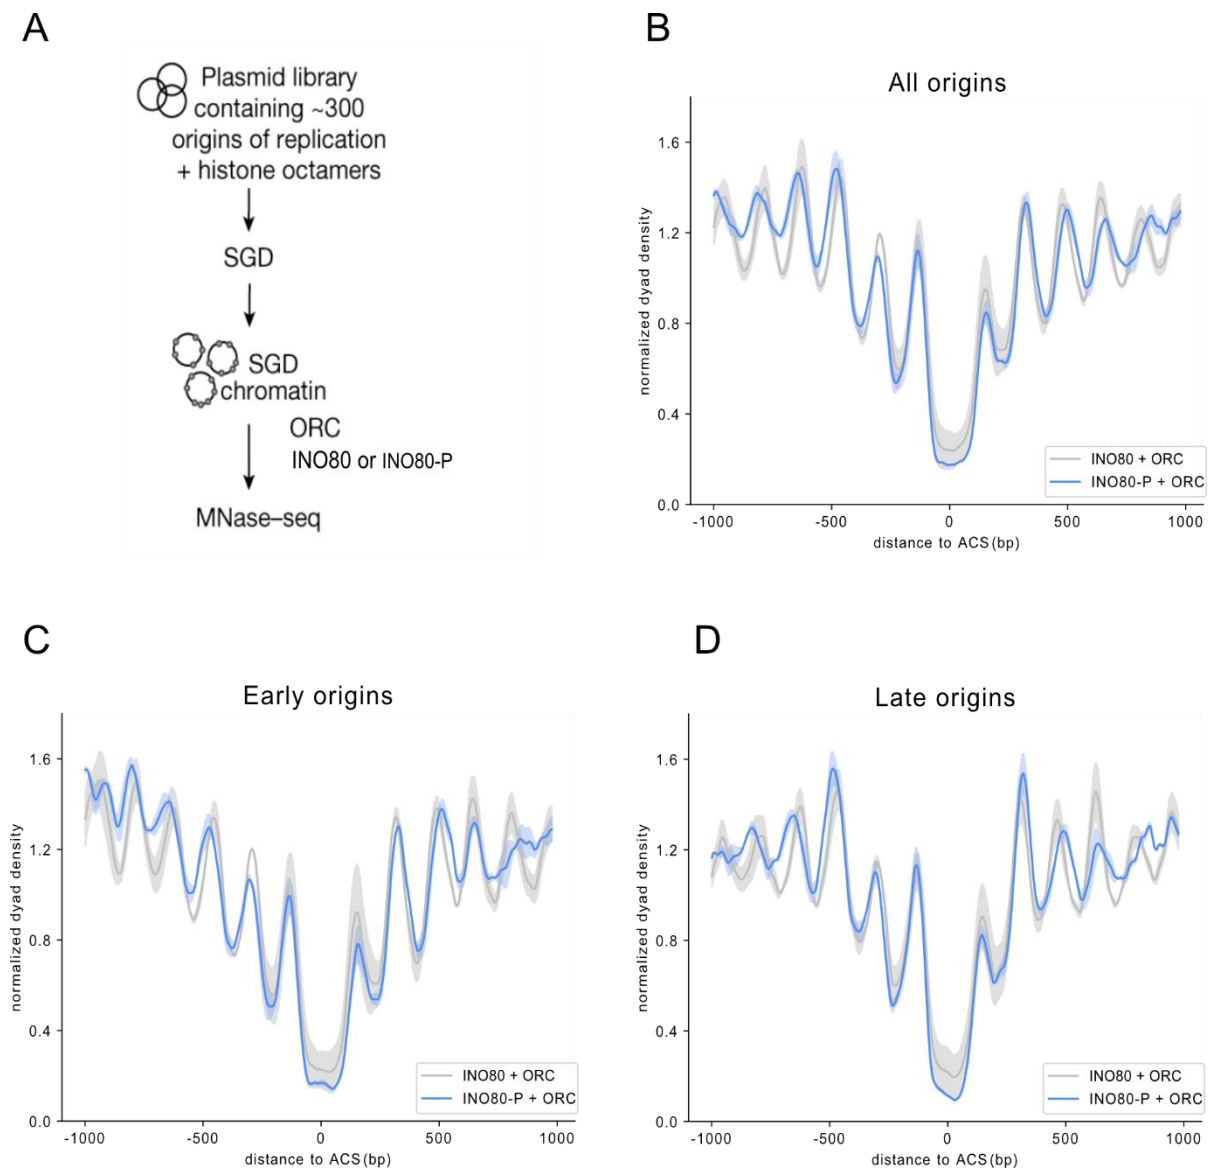 A
Plasmid library
containing ~300
origins of replication
+ histone octamers
SGD
SGD
chromatin
ORC
INO80 or INO80-P
MNase–seq
B
All origins
normalized dyad density
1.6
1.2
0.8
0.4
0.0
-1000
-500
0
500
1000
distance to ACS (bp)
INO80 + ORC
INO80-P + ORC
C
Early origins
normalized dyad density
1.6
1.2
0.8
0.4
0.0
-1000
-500
0
500
1000
distance to ACS (bp)
INO80 + ORC
INO80-P + ORC
D
Late origins
normalized dyad density
1.6
1.2
0.8
0.4
0.0
-1000
-500
0
500
1000
distance to ACS (bp)
INO80 + ORC
INO80-P + ORC